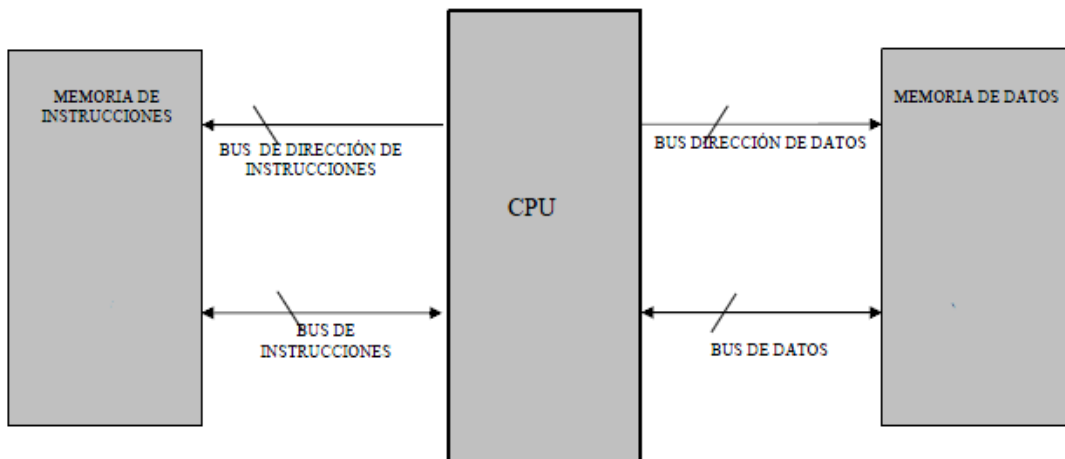 MEMORIA DE
INSTRUCCIONES
BUS DE DIRECCIÓN DE
INSTRUCCIONES
BUS DE
INSTRUCCIONES
CPU
BUS DIRECCIÓN DE DATOS
BUS DE DATOS
MEMORIA DE DATOS